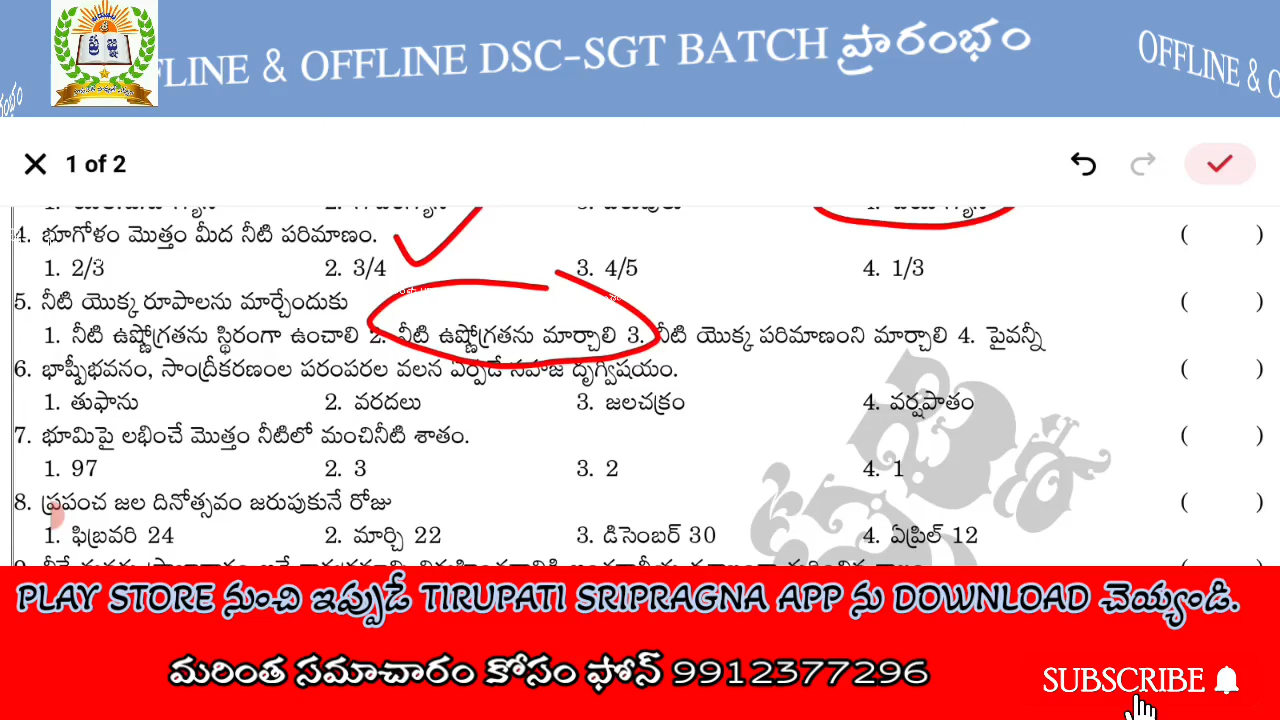 FLINE & OFFLINE DSC-SGT BATCH ప్రారంభం
OFFLINE & O
ప్రజ్ఞ
1 of 2
4. భూగోళం మొత్తం మీద నీటి పరిమాణం. ( )
1. 2/3 2. 3/4 3. 4/5 4. 1/3
5. నీటి యొక్క రూపాలను మార్చేందుకు ( )
1. నీటి ఉష్ణోగ్రతను స్థిరంగా ఉంచాలి 2. నీటి ఉష్ణోగ్రతను మార్చాలి 3. నీటి యొక్క పరిమాణంని మార్చాలి 4. పైవన్నీ
6. భాష్పీభవనం, సాంద్రీకరణంల పరంపరల వలన ఏర్పడే సహజ దృగ్విషయం. ( )
1. తుఫాను 2. వరదలు 3. జలచక్రం 4. వర్షపాతం
7. భూమిపై లభించే మొత్తం నీటిలో మంచినీటి శాతం. ( )
1. 97 2. 3 3. 2 4. 1
8. ప్రపంచ జల దినోత్సవం జరుపుకునే రోజు ( )
1. ఫిబ్రవరి 24 2. మార్చి 22 3. డిసెంబర్ 30 4. ఏప్రిల్ 12
PLAY STORE నుంచి ఇప్పుడే TIRUPATI SRIPRAGNA APP ను DOWNLOAD చెయ్యండి.
మరింత సమాచారం కోసం ఫోన్ 9912377296
SUBSCRIBE